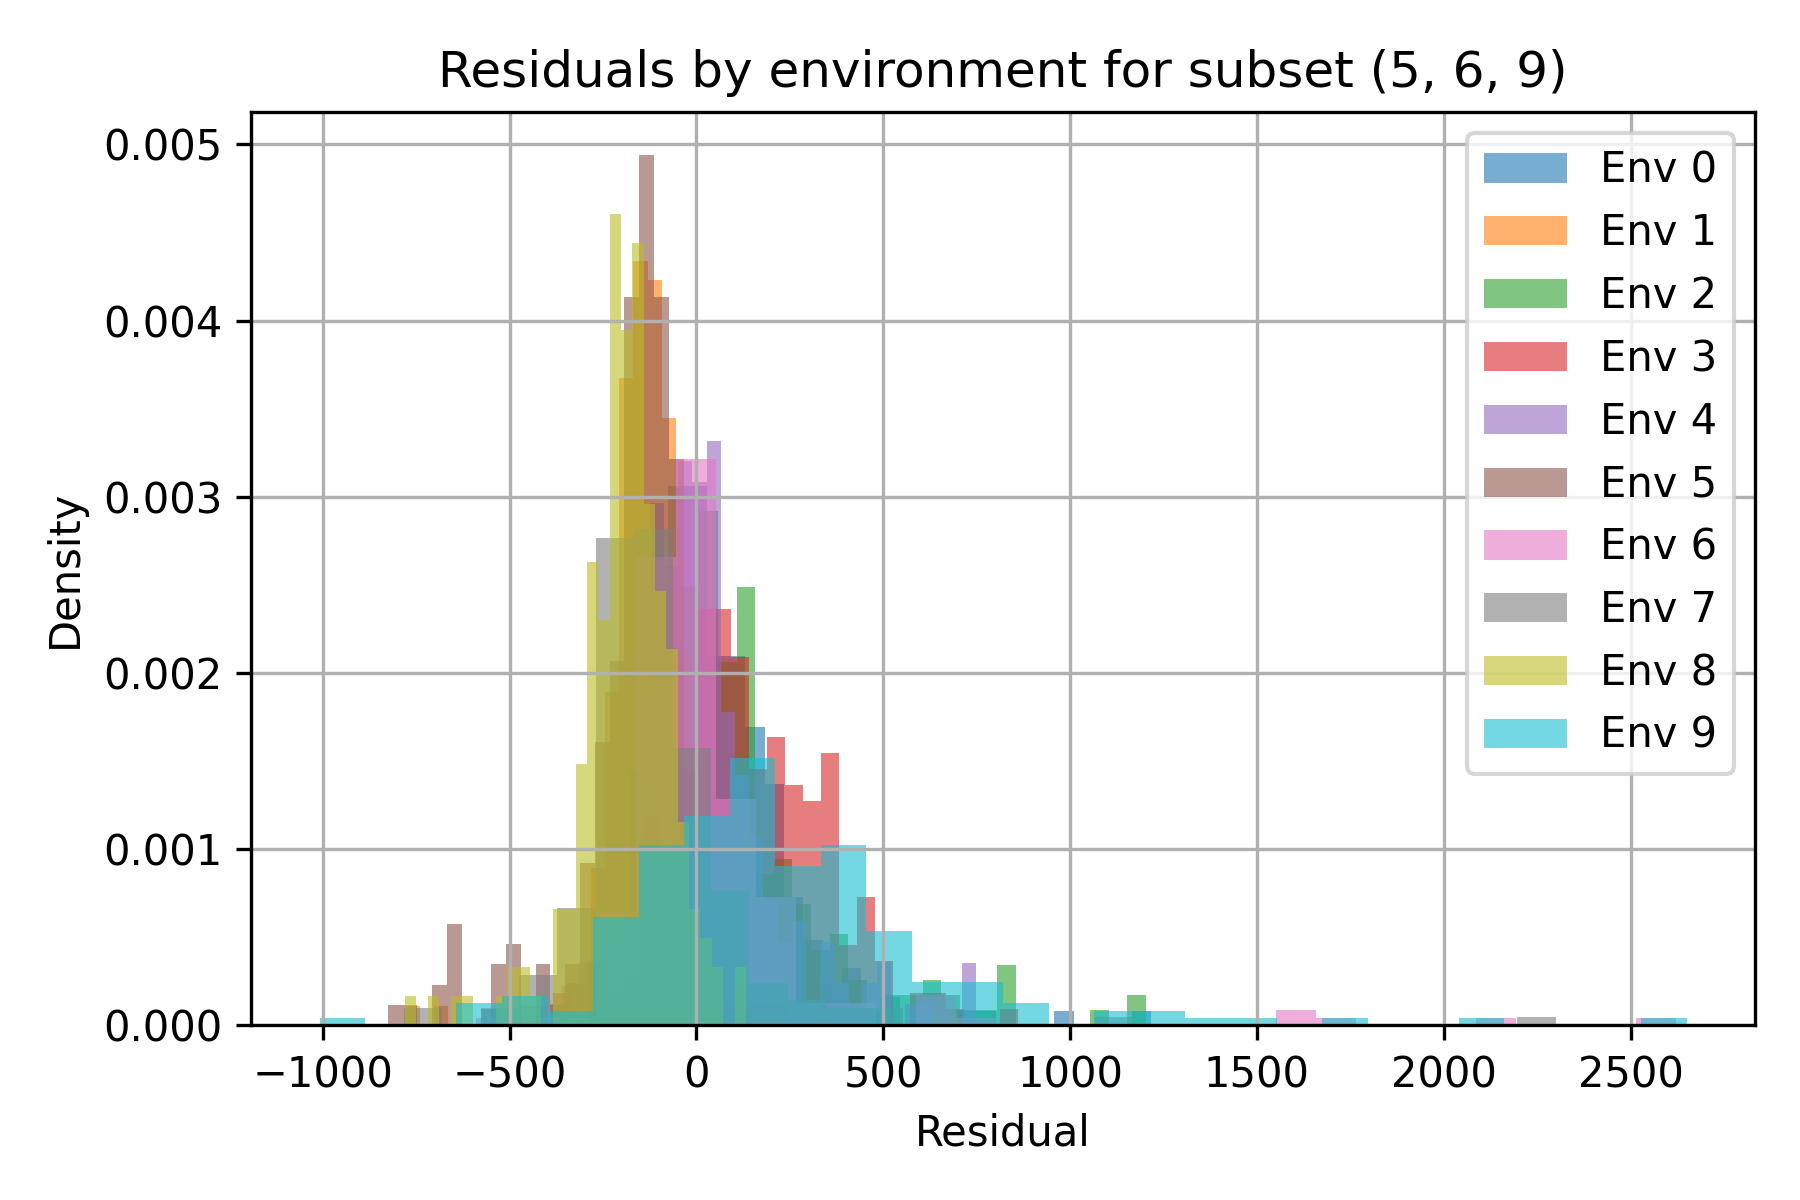 Residuals by environment for subset (5, 6, 9)
0.005
0.004
0.003
0.002
0.001
0.000
Density
−1000
−500
0
500
1000
1500
2000
2500
Residual
Env 0
Env 1
Env 2
Env 3
Env 4
Env 5
Env 6
Env 7
Env 8
Env 9